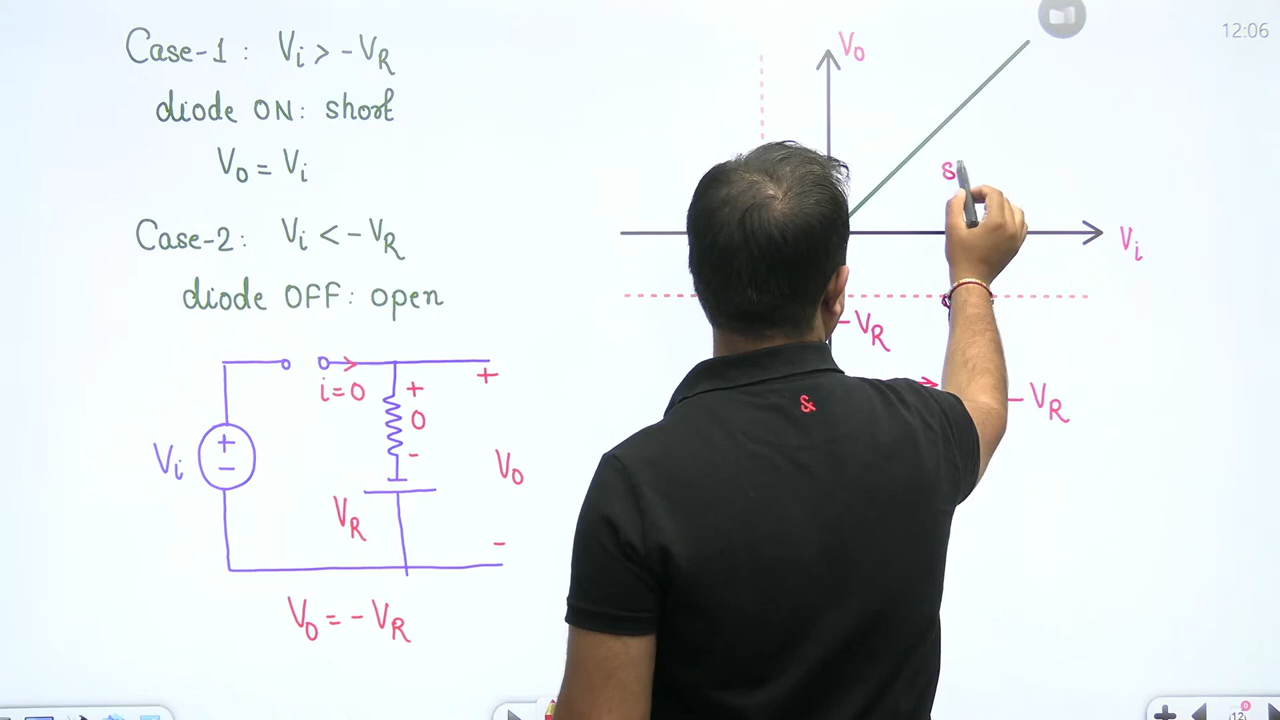 Case-1: Vi > -VR
diode ON: short
Vo = Vi
Case-2: Vi < -VR
diode OFF: open
i=0
+
0
-
+
Vi
+
-
VR
Vo
-
Vo = -VR
Vo
12:06
s
Vi
-VR
-VR
12